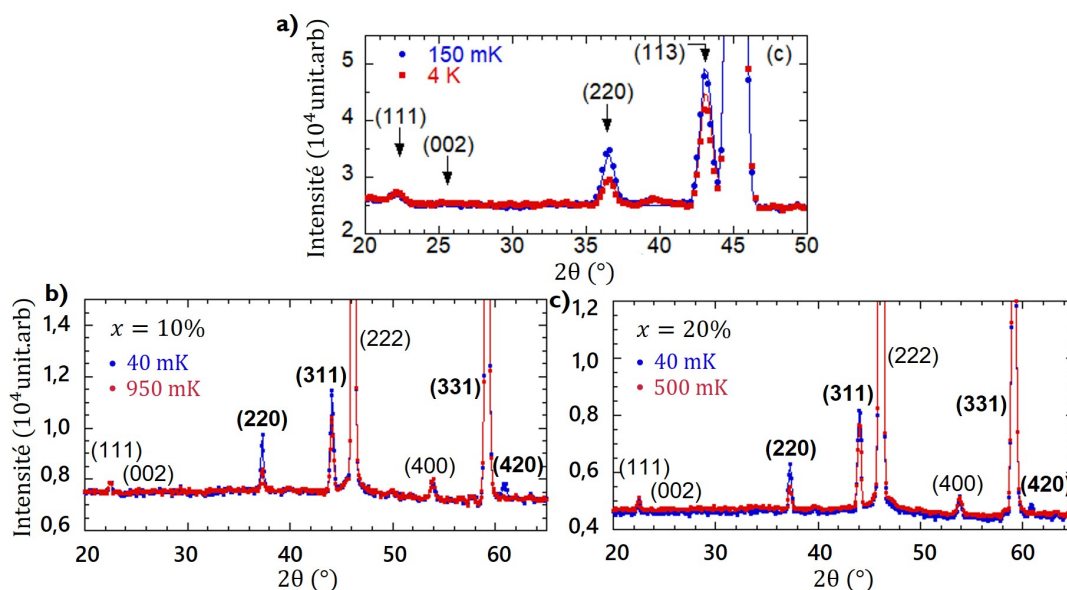 a)
Intensité (10⁴unit.arb)
5
4
3
2
150 mK
4 K
(111)
(002)
(220)
(113)
(c)
20 25 30 35 40 45 50
2θ (°)
b)
Intensité (10⁴unit.arb)
1,4
1,2
1,0
0,8
0,6
x = 10%
40 mK
950 mK
(111)
(002)
(220)
(311)
(222)
(400)
(331)
(420)
20 30 40 50 60
2θ (°)
c)
1,2
1,0
0,8
0,6
0,4
x = 20%
40 mK
500 mK
(111)
(002)
(220)
(311)
(222)
(400)
(331)
(420)
20 30 40 50 60
2θ (°)